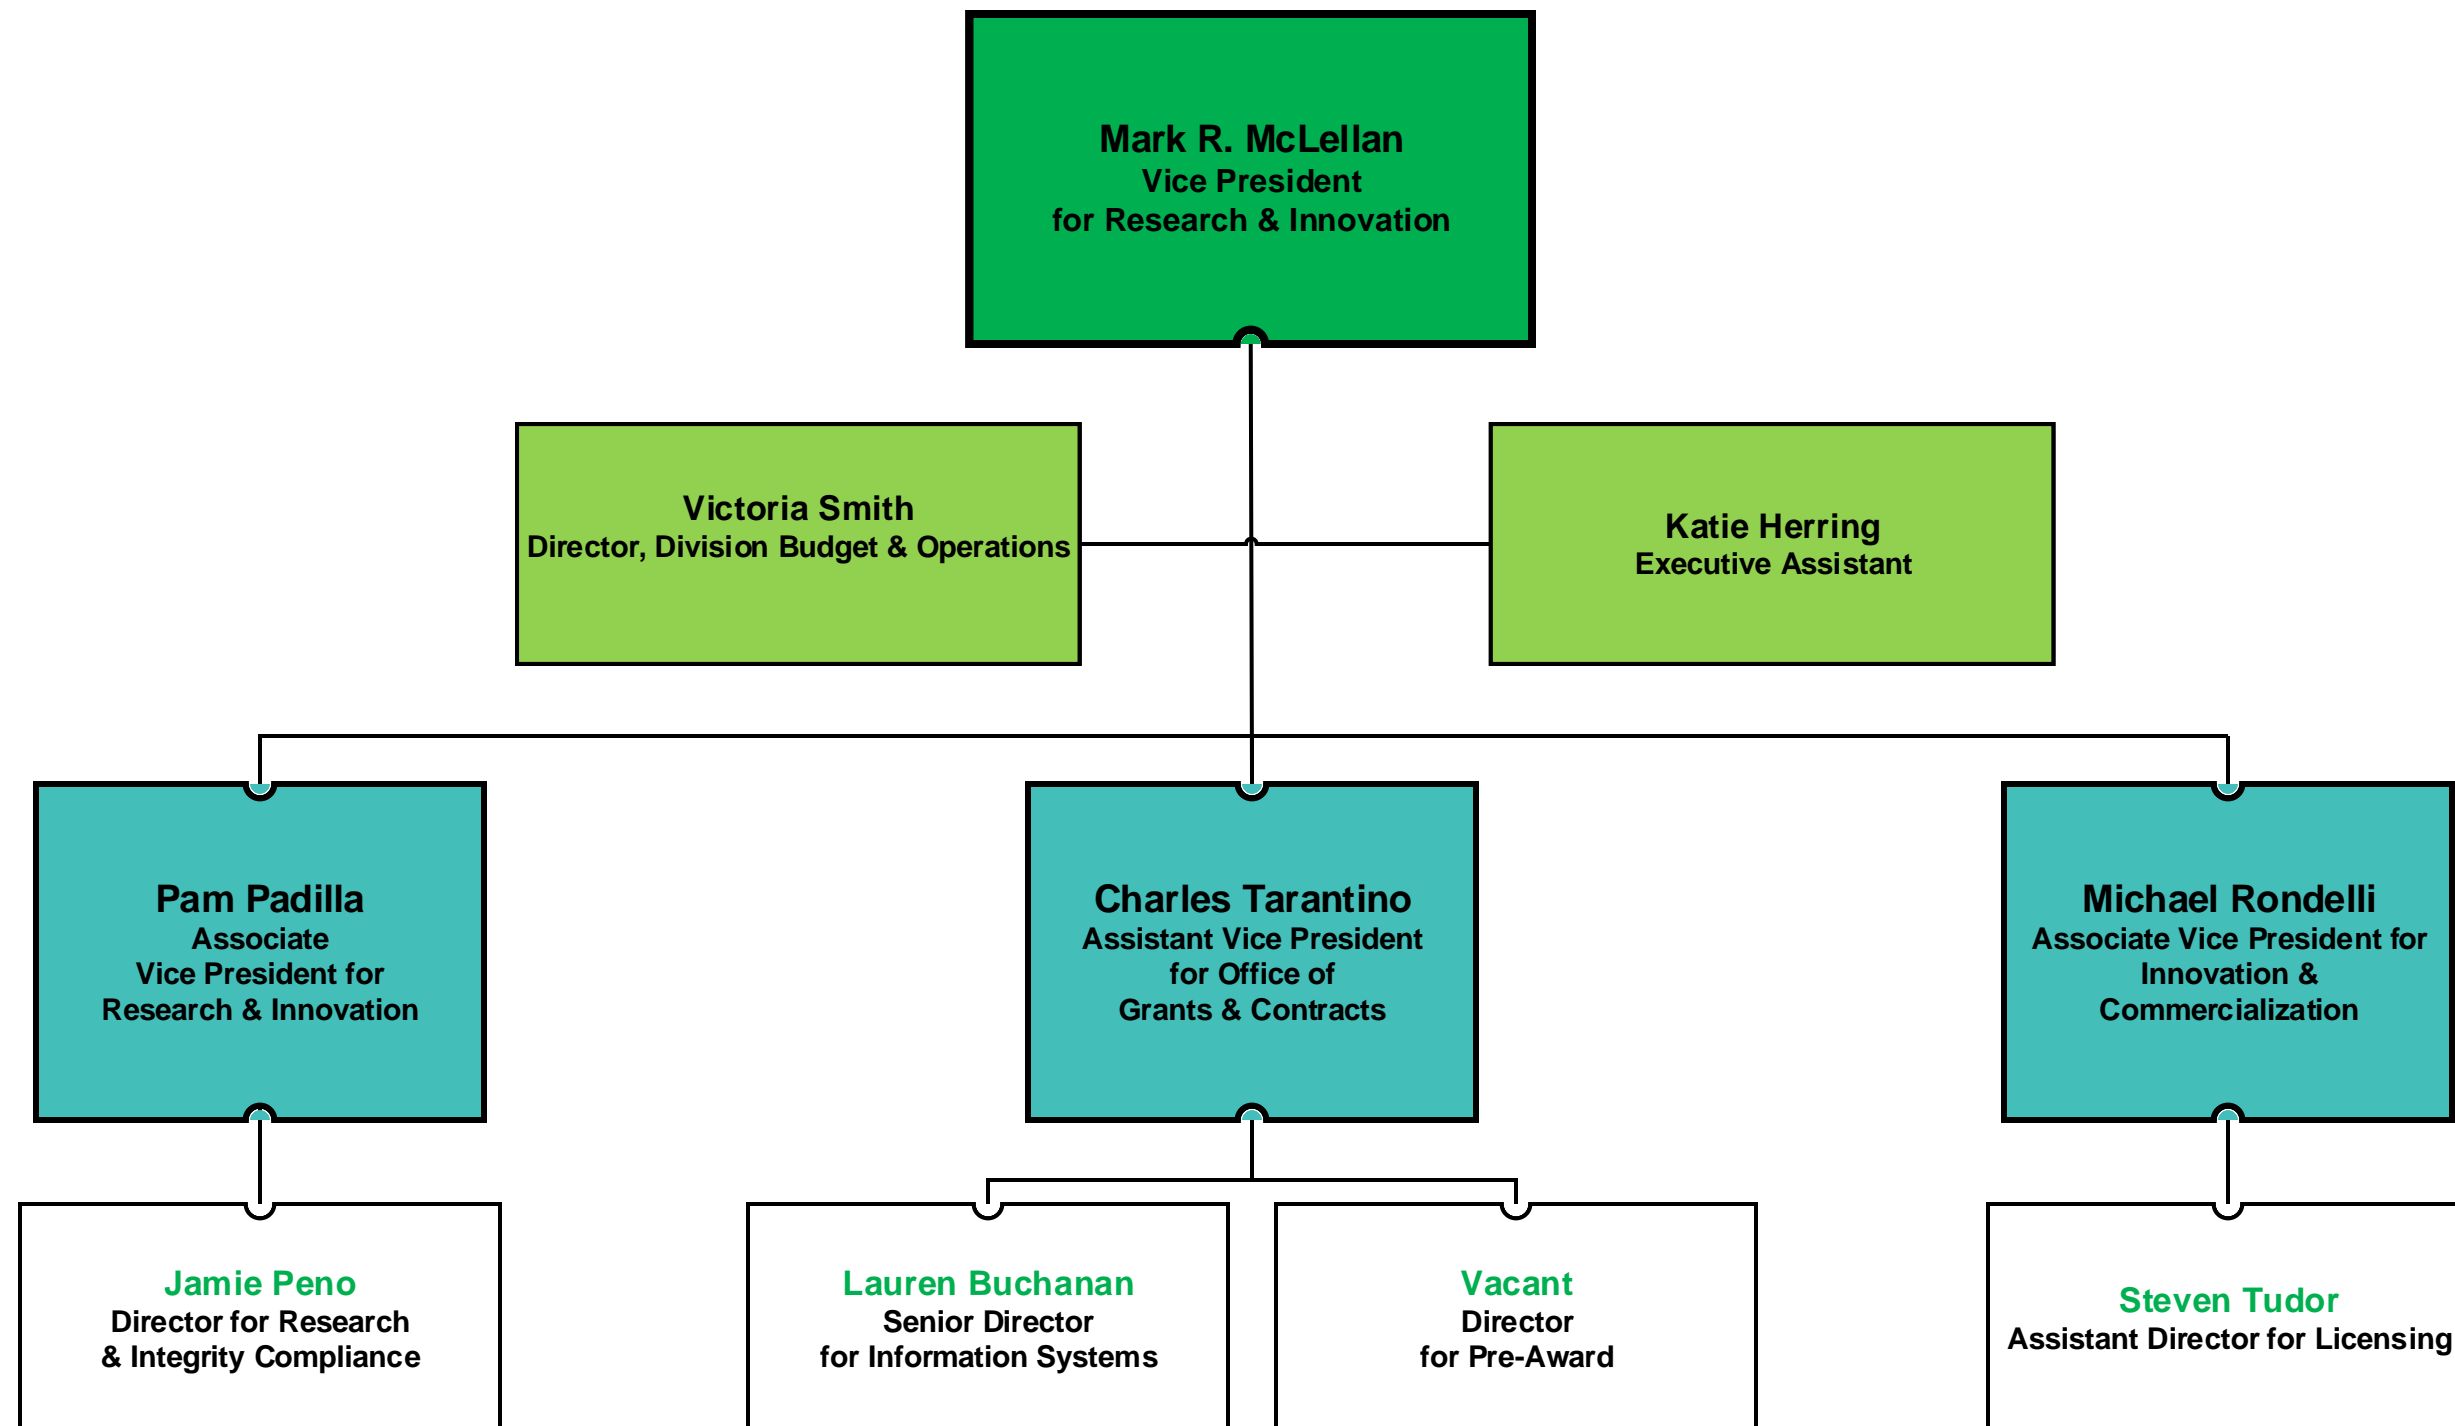 Mark R. McLellan
Vice President
for Research & Innovation
Victoria Smith
Director, Division Budget & Operations
Katie Herring
Executive Assistant
Pam Padilla
Associate
Vice President for
Research & Innovation
Charles Tarantino
Assistant Vice President
for Office of
Grants & Contracts
Michael Rondelli
Associate Vice President for
Innovation &
Commercialization
Jamie Peno
Director for Research
& Integrity Compliance
Lauren Buchanan
Senior Director
for Information Systems
Vacant
Director
for Pre-Award
Steven Tudor
Assistant Director for Licensing